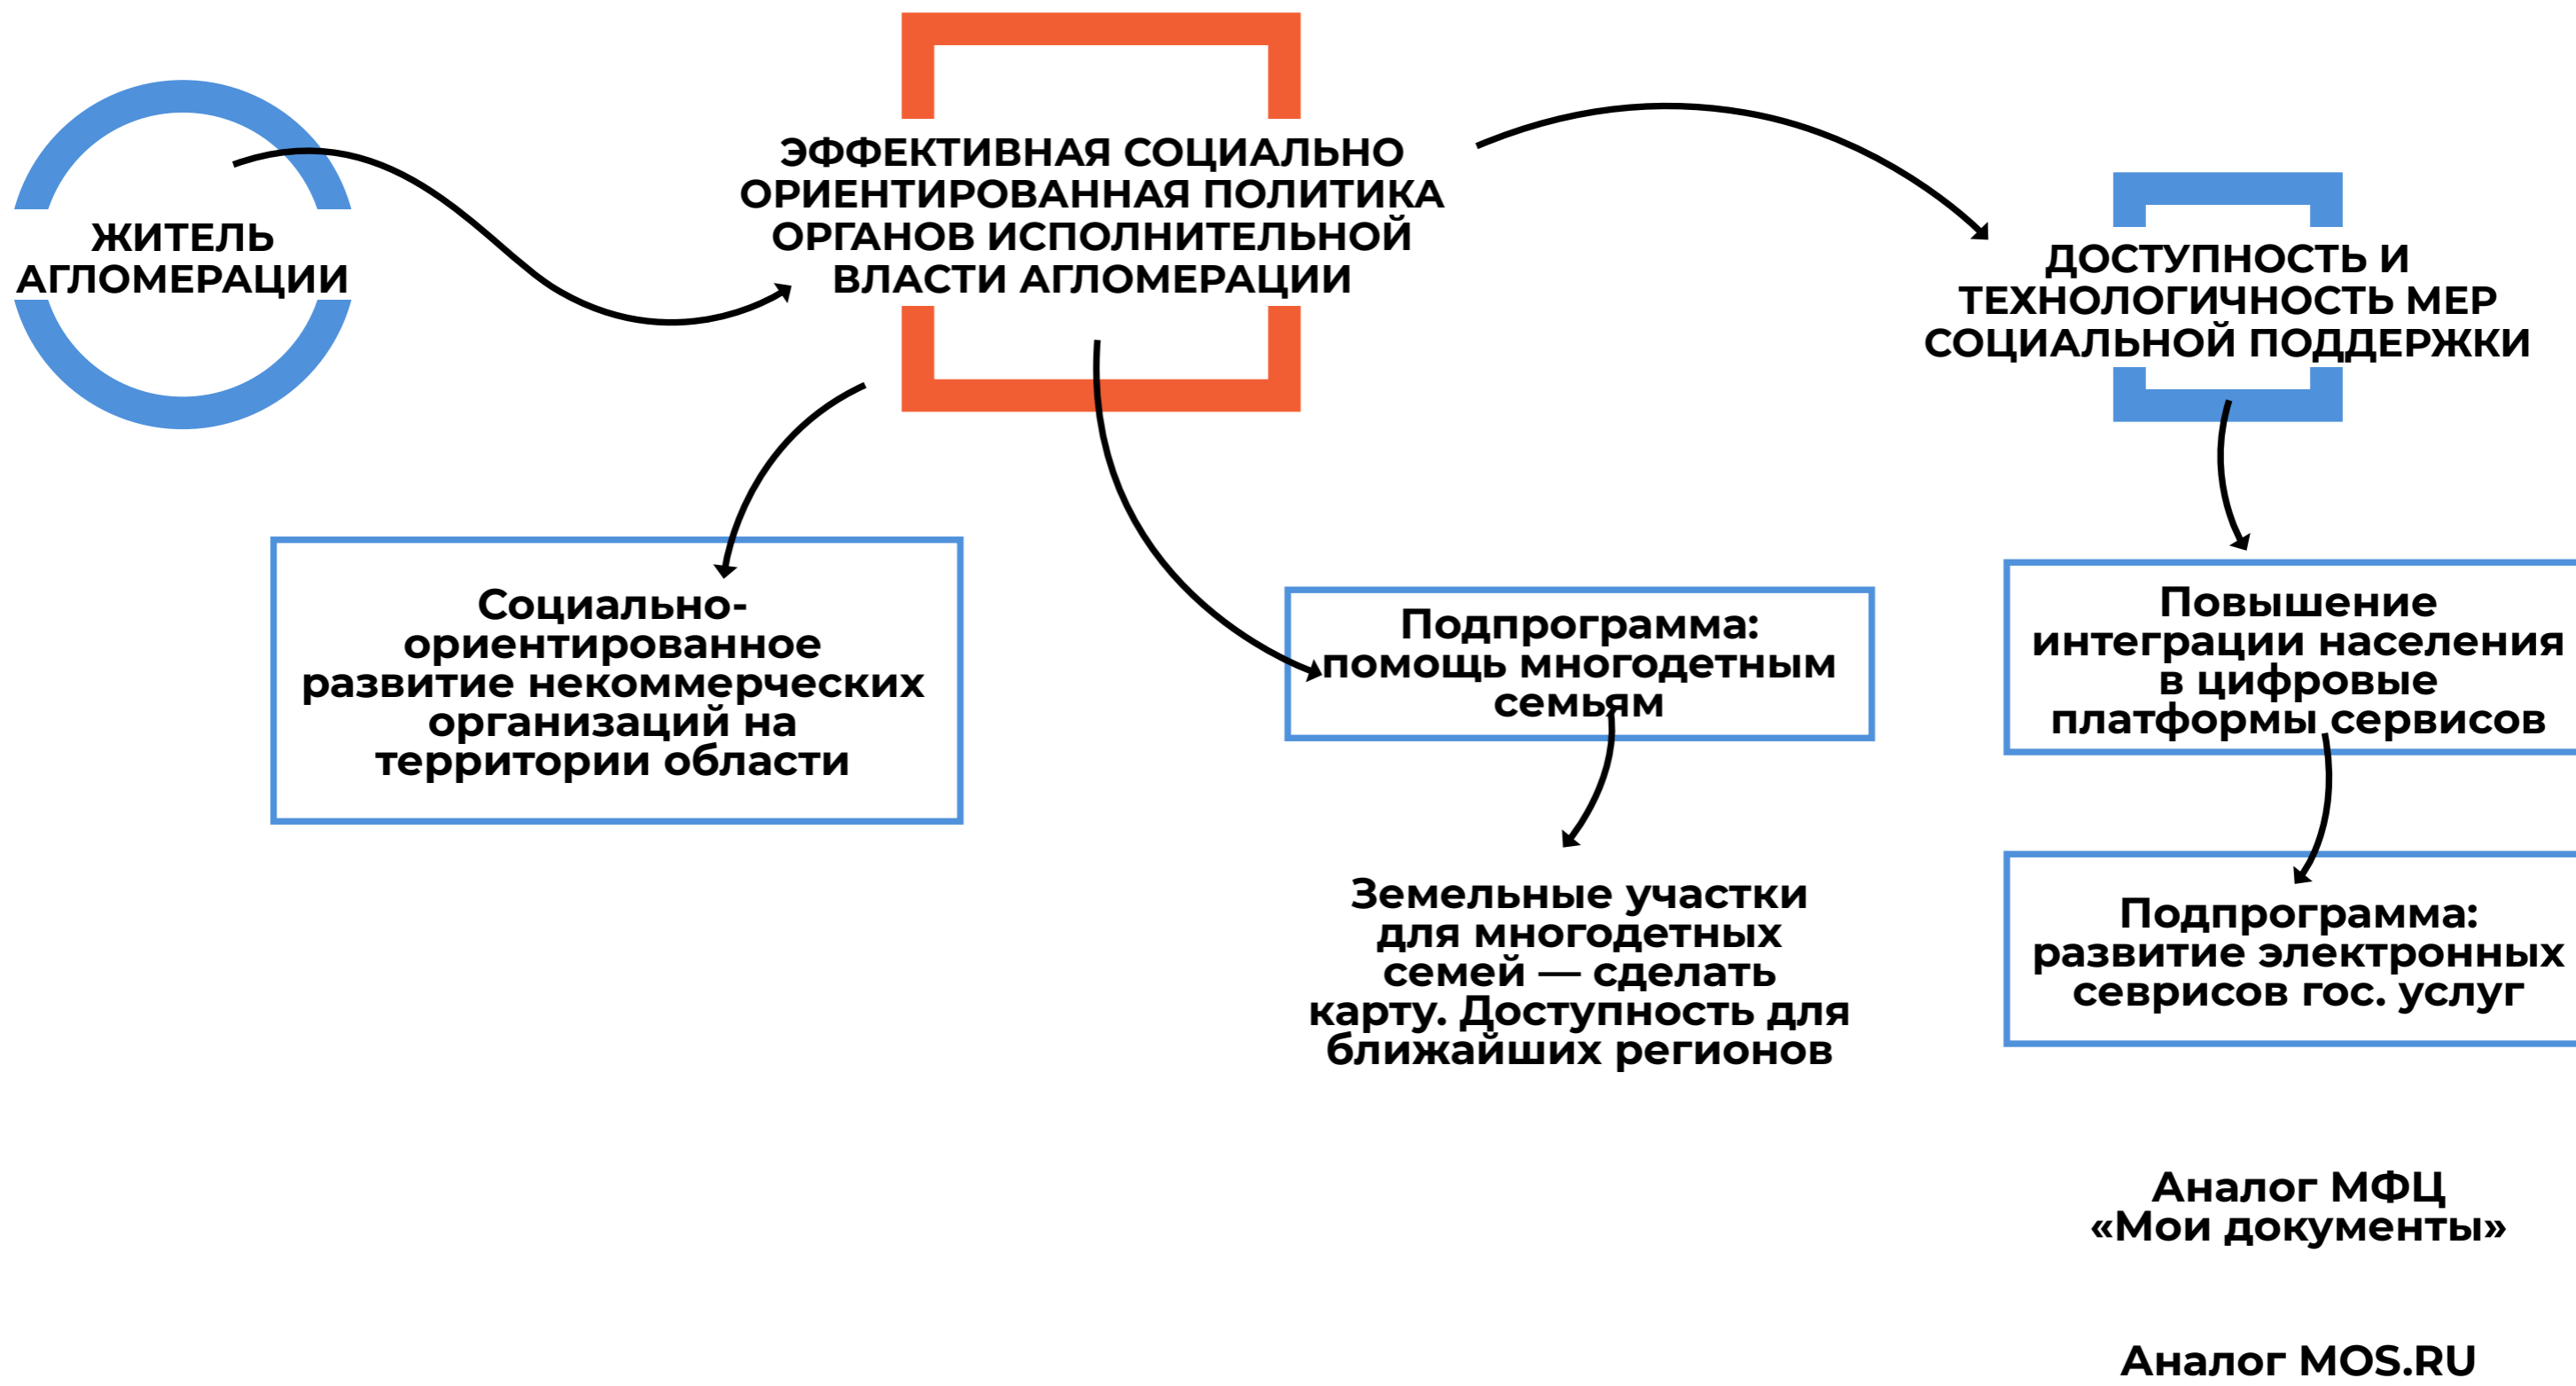 ЖИТЕЛЬ
АГЛОМЕРАЦИИ
ЭФФЕКТИВНАЯ СОЦИАЛЬНО
ОРИЕНТИРОВАННАЯ ПОЛИТИКА
ОРГАНОВ ИСПОЛНИТЕЛЬНОЙ
ВЛАСТИ АГЛОМЕРАЦИИ
ДОСТУПНОСТЬ И
ТЕХНОЛОГИЧНОСТЬ МЕР
СОЦИАЛЬНОЙ ПОДДЕРЖКИ
Социально-
ориентированное
развитие некоммерческих
организаций на
территории области
Подпрограмма:
помощь многодетным
семьям
Земельные участки
для многодетных
семей — сделать
карту. Доступность для
ближайших регионов
Повышение
интеграции населения
в цифровые
платформы сервисов
Подпрограмма:
развитие электронных
севрисов гос. услуг
Аналог МФЦ
«Мои документы»
Аналог MOS.RU